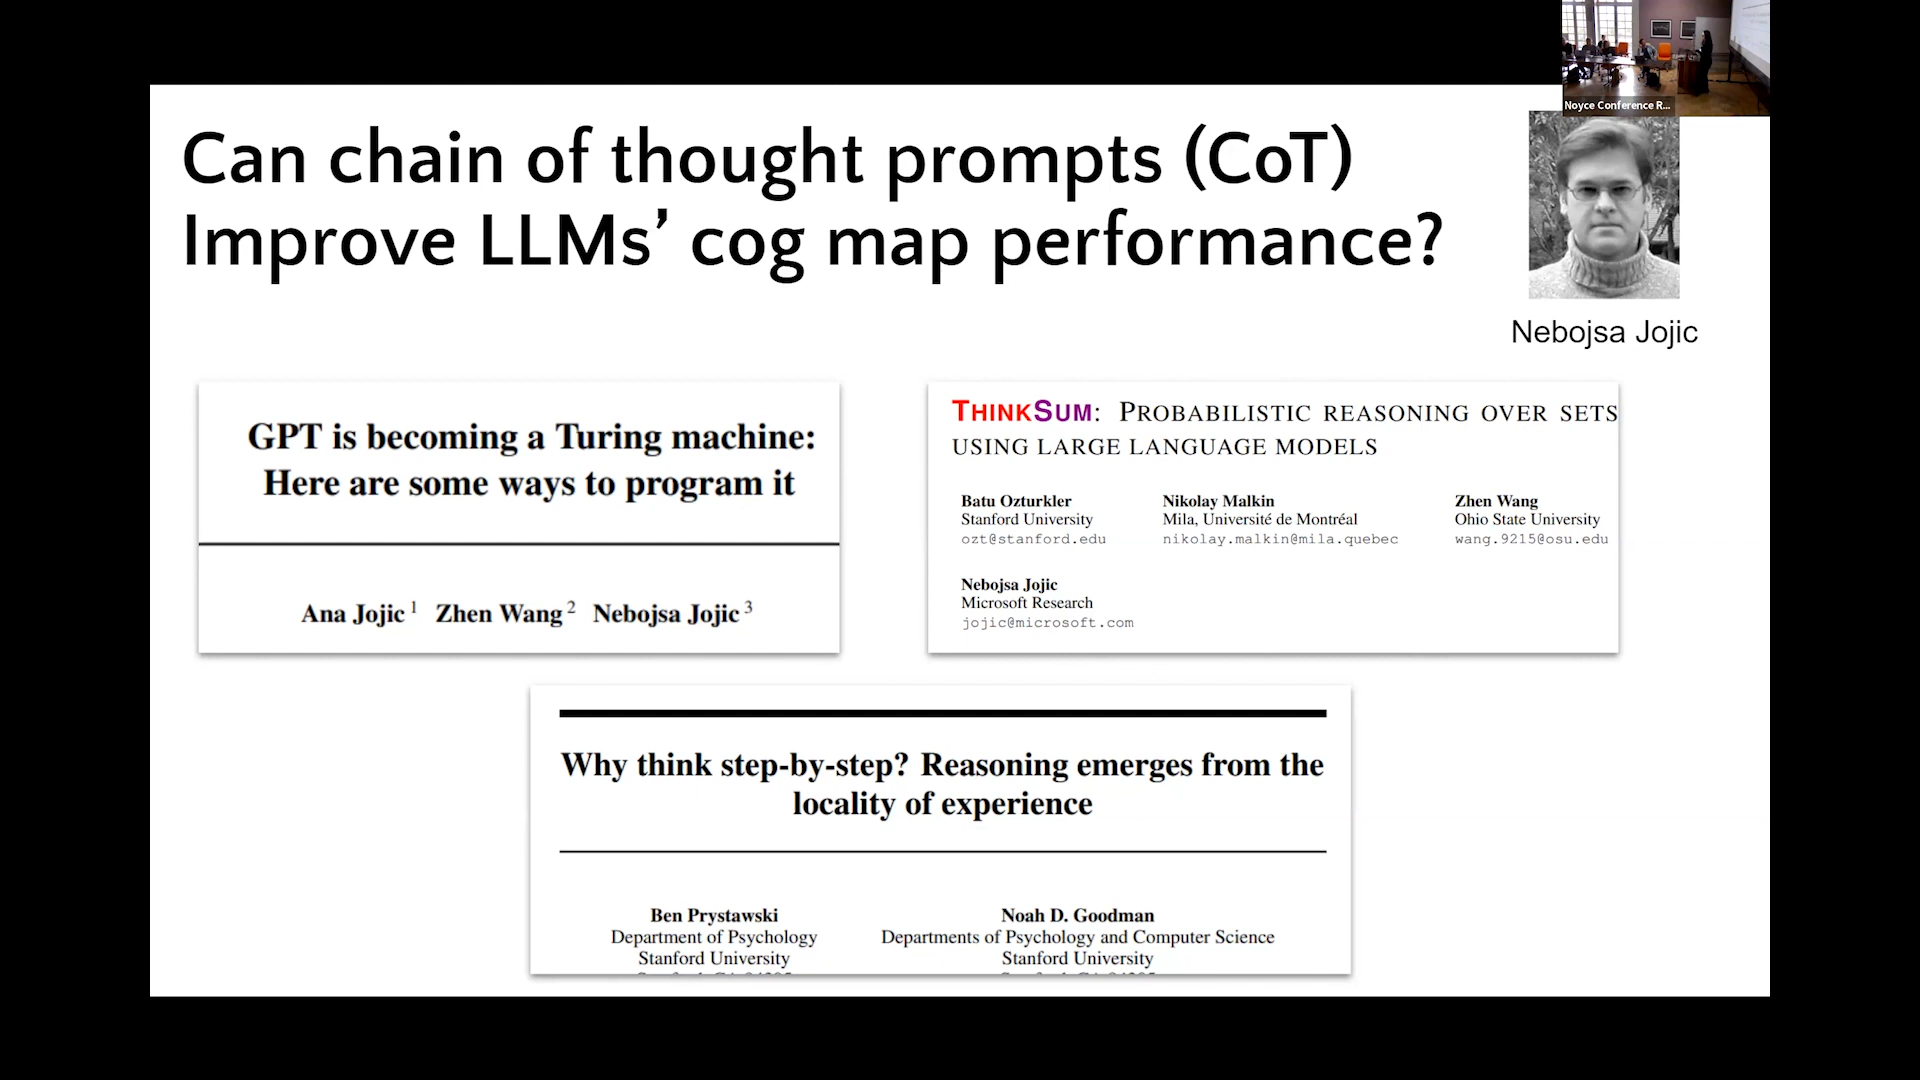 Noyce Conference R...
Can chain of thought prompts (CoT)
Improve LLMs’ cog map performance?
Nebojsa Jojic
GPT is becoming a Turing machine:
Here are some ways to program it
Ana Jojic 1 Zhen Wang 2 Nebojsa Jojic 3
THINKSUM: PROBABILISTIC REASONING OVER SETS
USING LARGE LANGUAGE MODELS
Batu Ozturkler Nikolay Malkin Zhen Wang
Stanford University Mila, Université de Montréal Ohio State University
ozt@stanford.edu nikolay.malkin@mila.quebec wang.9215@osu.edu
Nebojsa Jojic
Microsoft Research
jojic@microsoft.com
Why think step-by-step? Reasoning emerges from the
locality of experience
Ben Prystawski Noah D. Goodman
Department of Psychology Departments of Psychology and Computer Science
Stanford University Stanford University